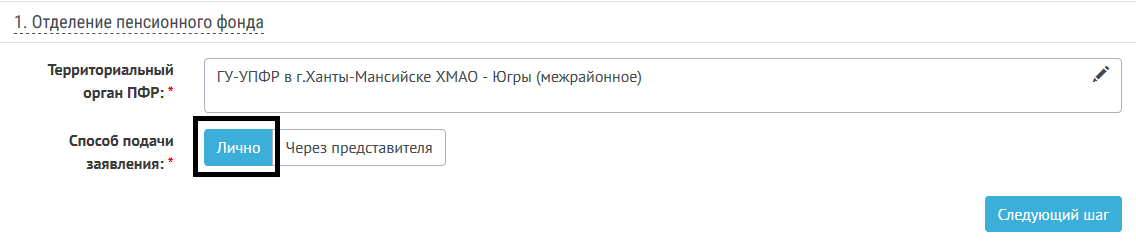 1. Отделение пенсионного фонда
Территориальный
орган ПФР: *
ГУ-УПФР в г.Ханты-Мансийске ХМАО - Югры (межрайонное)
Способ подачи
заявления: *
Лично
Через представителя
Следующий шаг